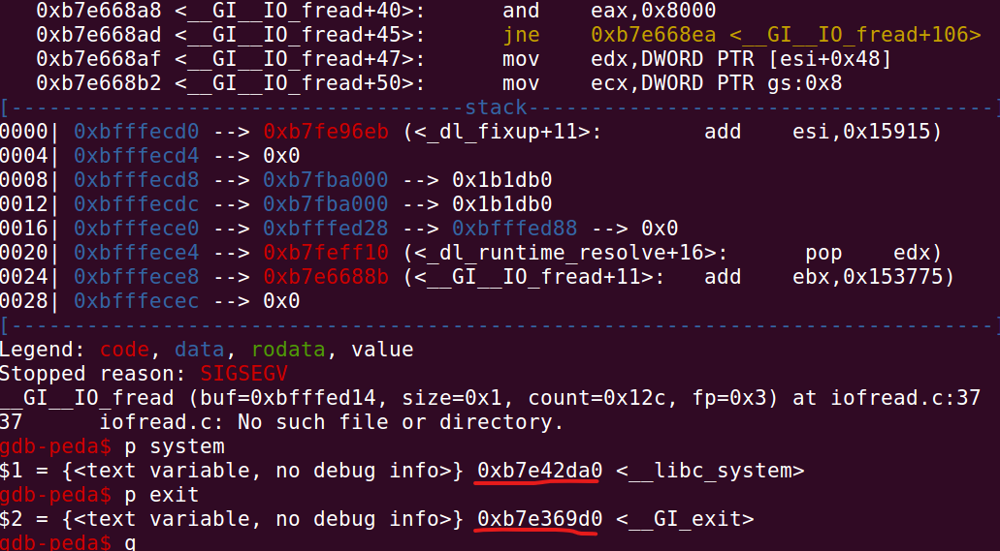 0xb7e668a8 <__GI__IO_fread+40>:      and    eax,0x8000
0xb7e668ad <__GI__IO_fread+45>:      jne    0xb7e668ea <__GI__IO_fread+106>
0xb7e668af <__GI__IO_fread+47>:      mov    edx,DWORD PTR [esi+0x48]
0xb7e668b2 <__GI__IO_fread+50>:      mov    ecx,DWORD PTR gs:0x8
[------------------------------------stack-------------------------------------]
0000| 0xbfffecd0 --> 0xb7fe96eb (<_dl_fixup+11>:        add    esi,0x15915)
0004| 0xbfffecd4 --> 0x0
0008| 0xbfffecd8 --> 0xb7fba000 --> 0x1b1db0
0012| 0xbfffecdc --> 0xb7fba000 --> 0x1b1db0
0016| 0xbfffece0 --> 0xbfffed28 --> 0xbfffed88 --> 0x0
0020| 0xbfffece4 --> 0xb7feff10 (<_dl_runtime_resolve+16>:      pop    edx)
0024| 0xbfffece8 --> 0xb7e6688b (<__GI__IO_fread+11>:   add    ebx,0x153775)
0028| 0xbfffecec --> 0x0
[------------------------------------------------------------------------------]
Legend: code, data, rodata, value
Stopped reason: SIGSEGV
__GI__IO_fread (buf=0xbfffed14, size=0x1, count=0x12c, fp=0x3) at iofread.c:37
37      iofread.c: No such file or directory.
gdb-peda$ p system
$1 = {<text variable, no debug info>} 0xb7e42da0 <__libc_system>
gdb-peda$ p exit
$2 = {<text variable, no debug info>} 0xb7e369d0 <__GI_exit>
gdb-peda$ q